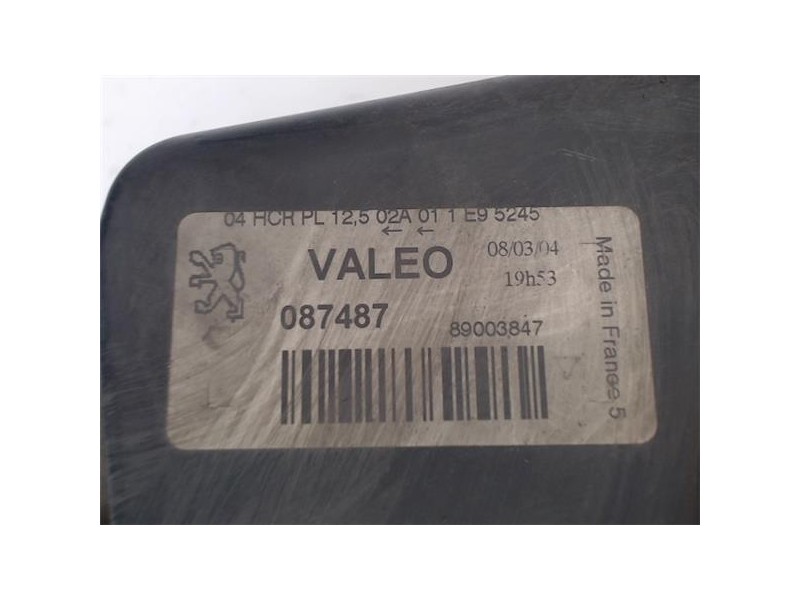 04 HCR PL 12,5 02A 01 1 E9 5245
← ←
VALEO
08/03/04
19h53
087487
89003847
Made in France 5